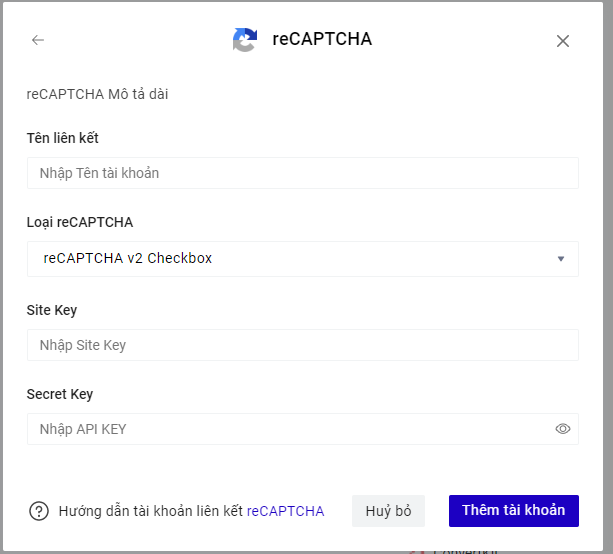 reCAPTCHA
reCAPTCHA Mô tả dài
Tên liên kết
Nhập Tên tài khoản
Loại reCAPTCHA
reCAPTCHA v2 Checkbox
Site Key
Nhập Site Key
Secret Key
Nhập API KEY
Hướng dẫn tài khoản liên kết reCAPTCHA
Huỷ bỏ
Thêm tài khoản